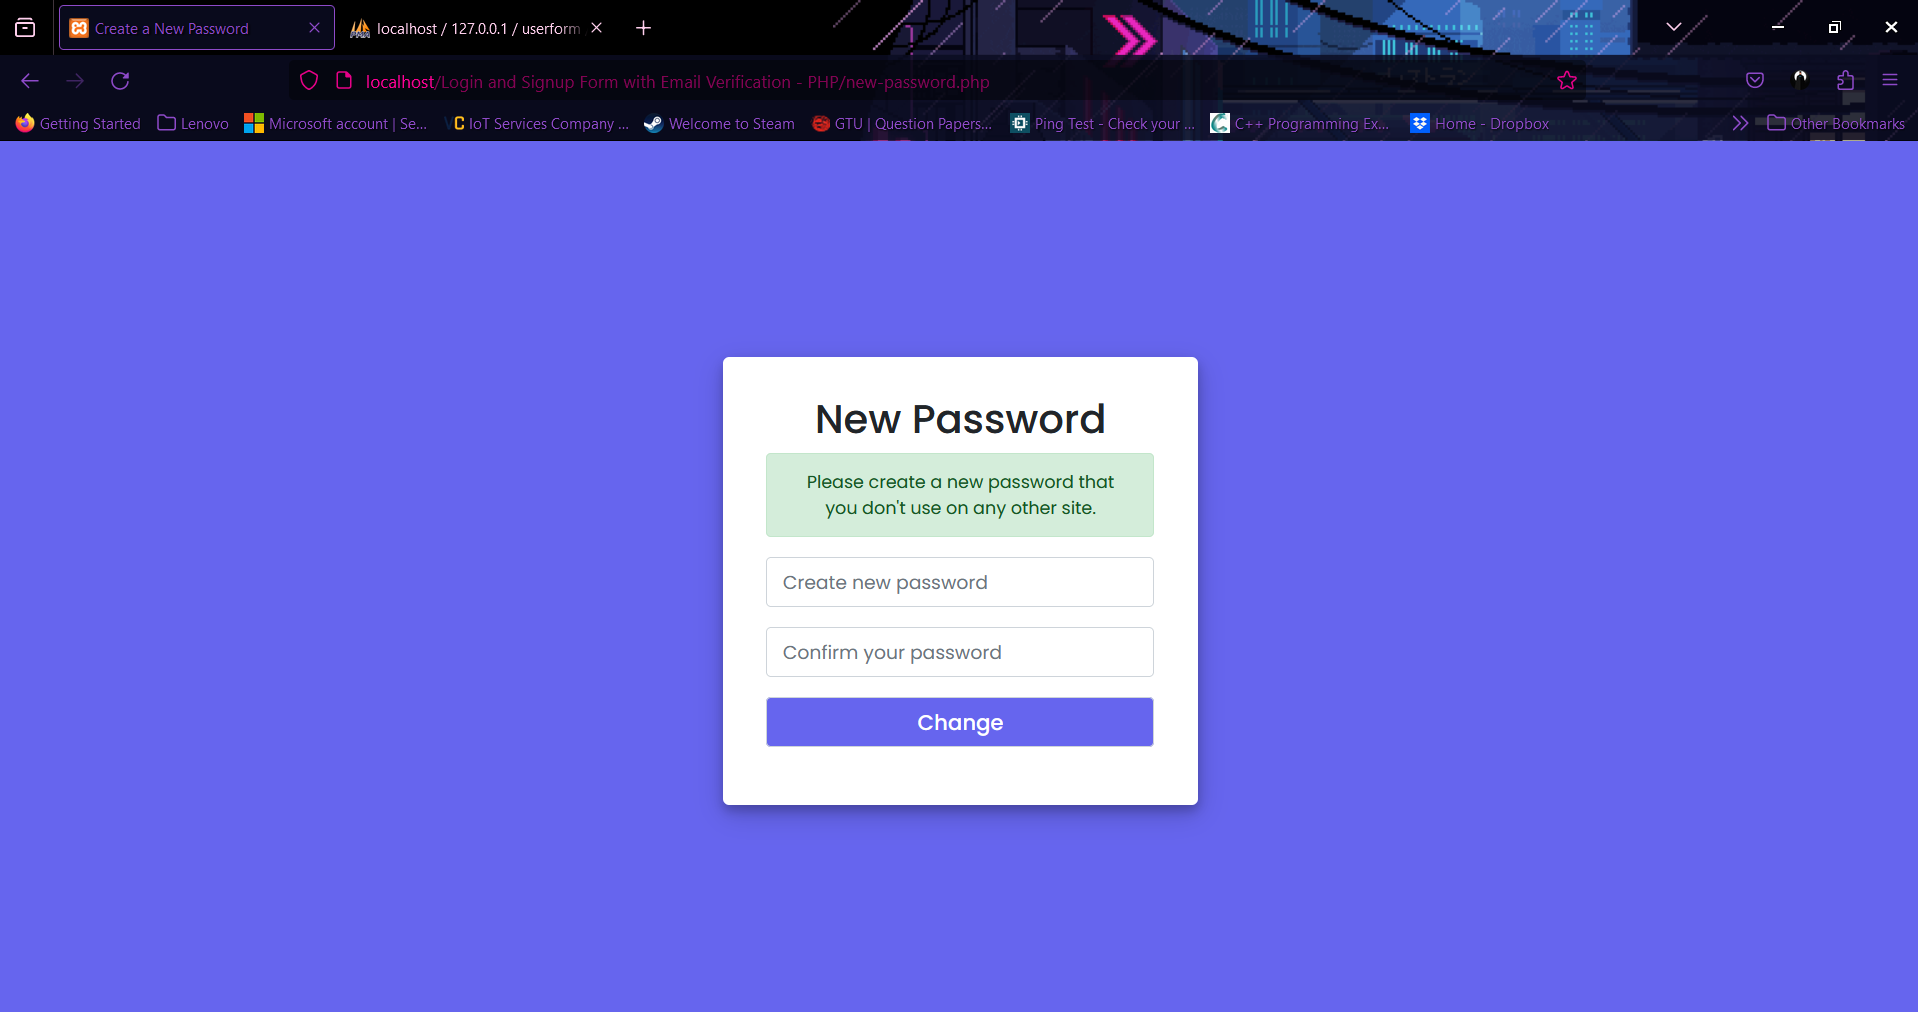 Create a New Password
localhost / 127.0.0.1 / userform
localhost/Login and Signup Form with Email Verification - PHP/new-password.php
Getting Started
Lenovo
Microsoft account | Se...
IoT Services Company ...
Welcome to Steam
GTU | Question Papers...
Ping Test - Check your ...
C++ Programming Ex...
Home - Dropbox
Other Bookmarks
New Password
Please create a new password that
you don't use on any other site.
Create new password
Confirm your password
Change